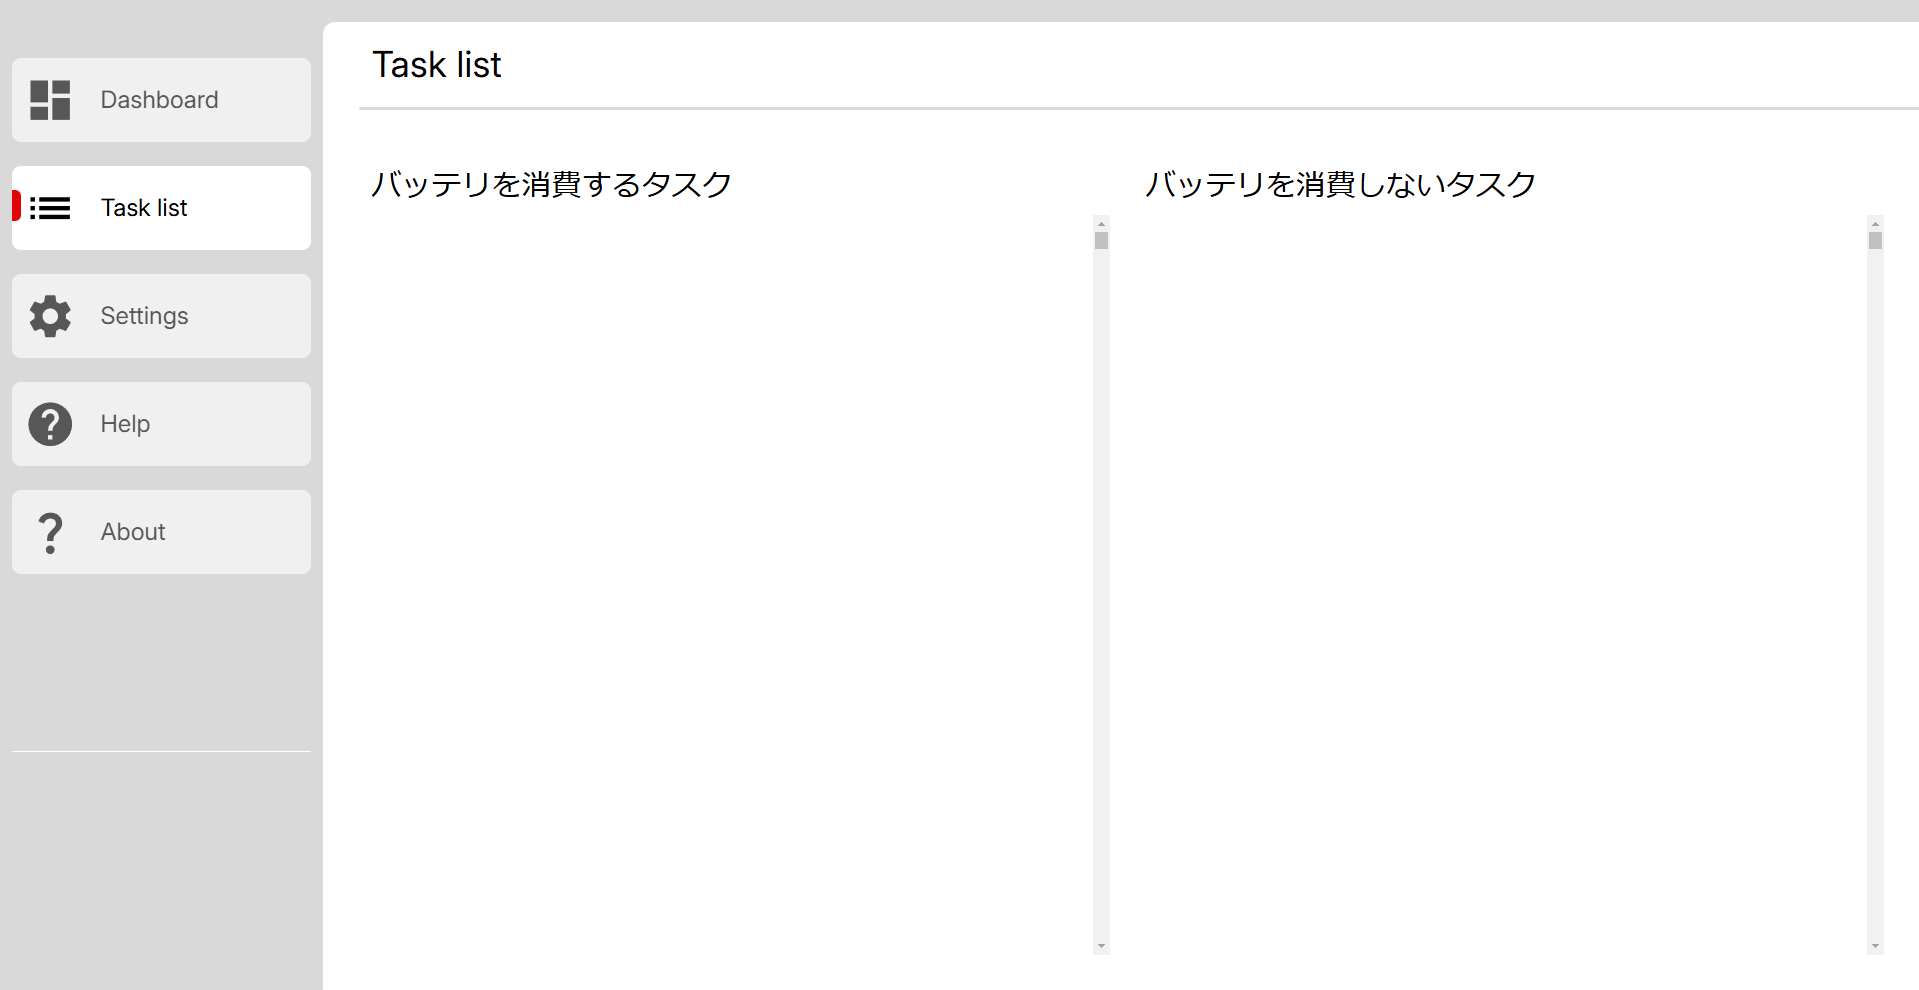 Dashboard
Task list
Settings
Help
About
Task list
バッテリを消費するタスク
バッテリを消費しないタスク